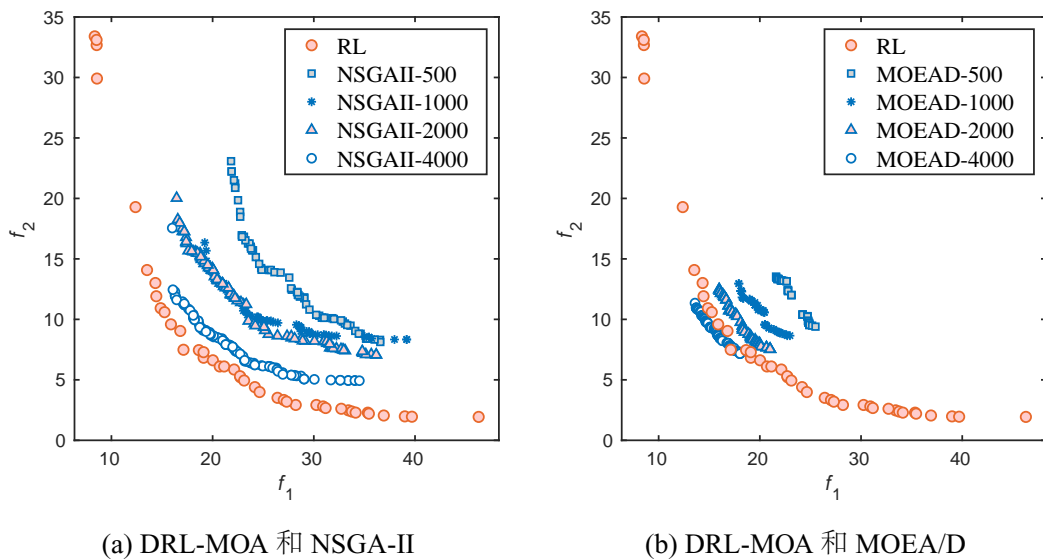 35
30
25
20
15
10
5
0
f2
10
20
30
40
f1
RL
NSGAII-500
NSGAII-1000
NSGAII-2000
NSGAII-4000
(a) DRL-MOA 和 NSGA-II
35
30
25
20
15
10
5
0
f2
10
20
30
40
f1
RL
MOEAD-500
MOEAD-1000
MOEAD-2000
MOEAD-4000
(b) DRL-MOA 和 MOEA/D